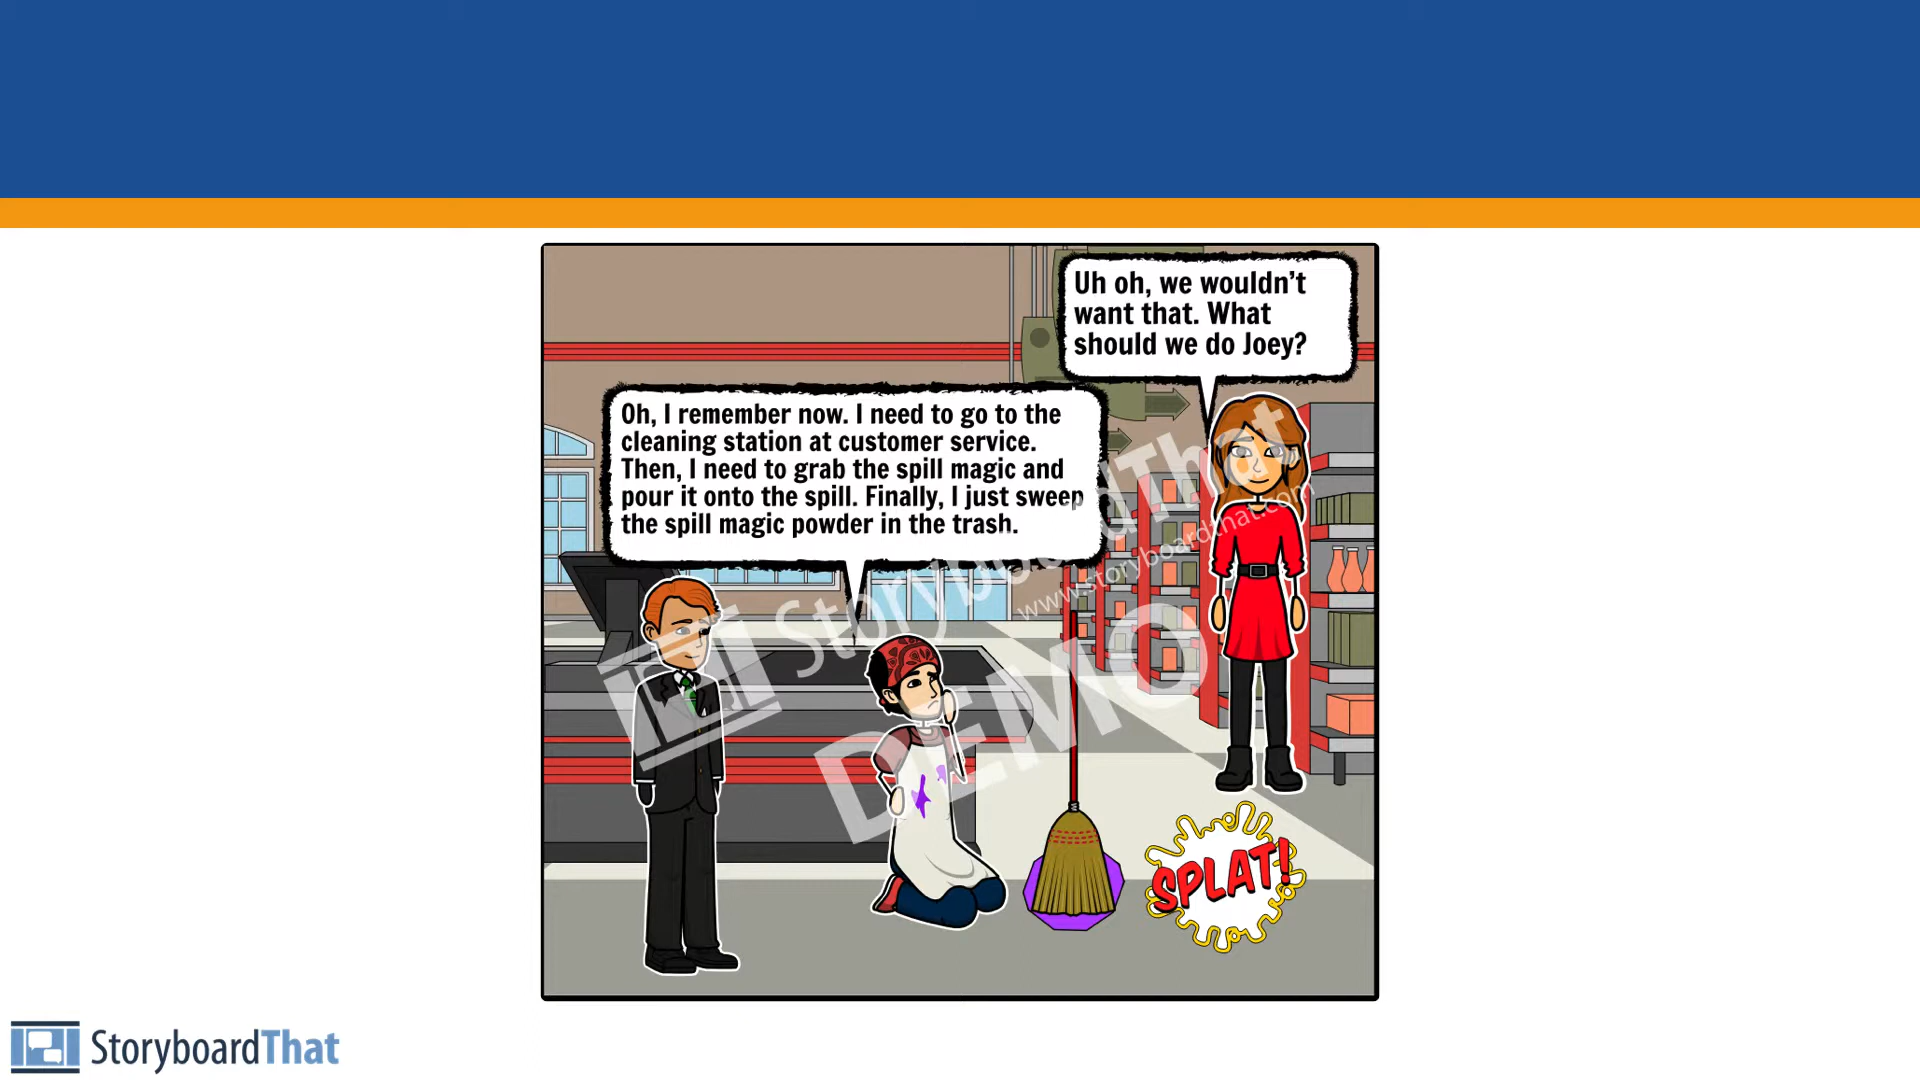 Uh oh, we wouldn't
want that. What
should we do Joey?
Oh, I remember now. I need to go to the
cleaning station at customer service.
Then, I need to grab the spill magic and
pour it onto the spill. Finally, I just sweep
the spill magic powder in the trash.
StoryboardThat
www.storyboardthat.com
DEMO
SPLAT!
StoryboardThat